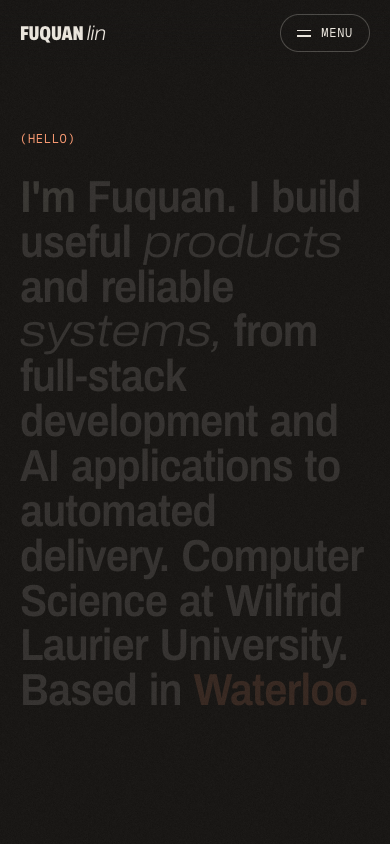 FUQUAN lin
MENU
(HELLO)
I'm Fuquan. I build
useful products
and reliable
systems, from
full-stack
development and
AI applications to
automated
delivery. Computer
Science at Wilfrid
Laurier University.
Based in Waterloo.